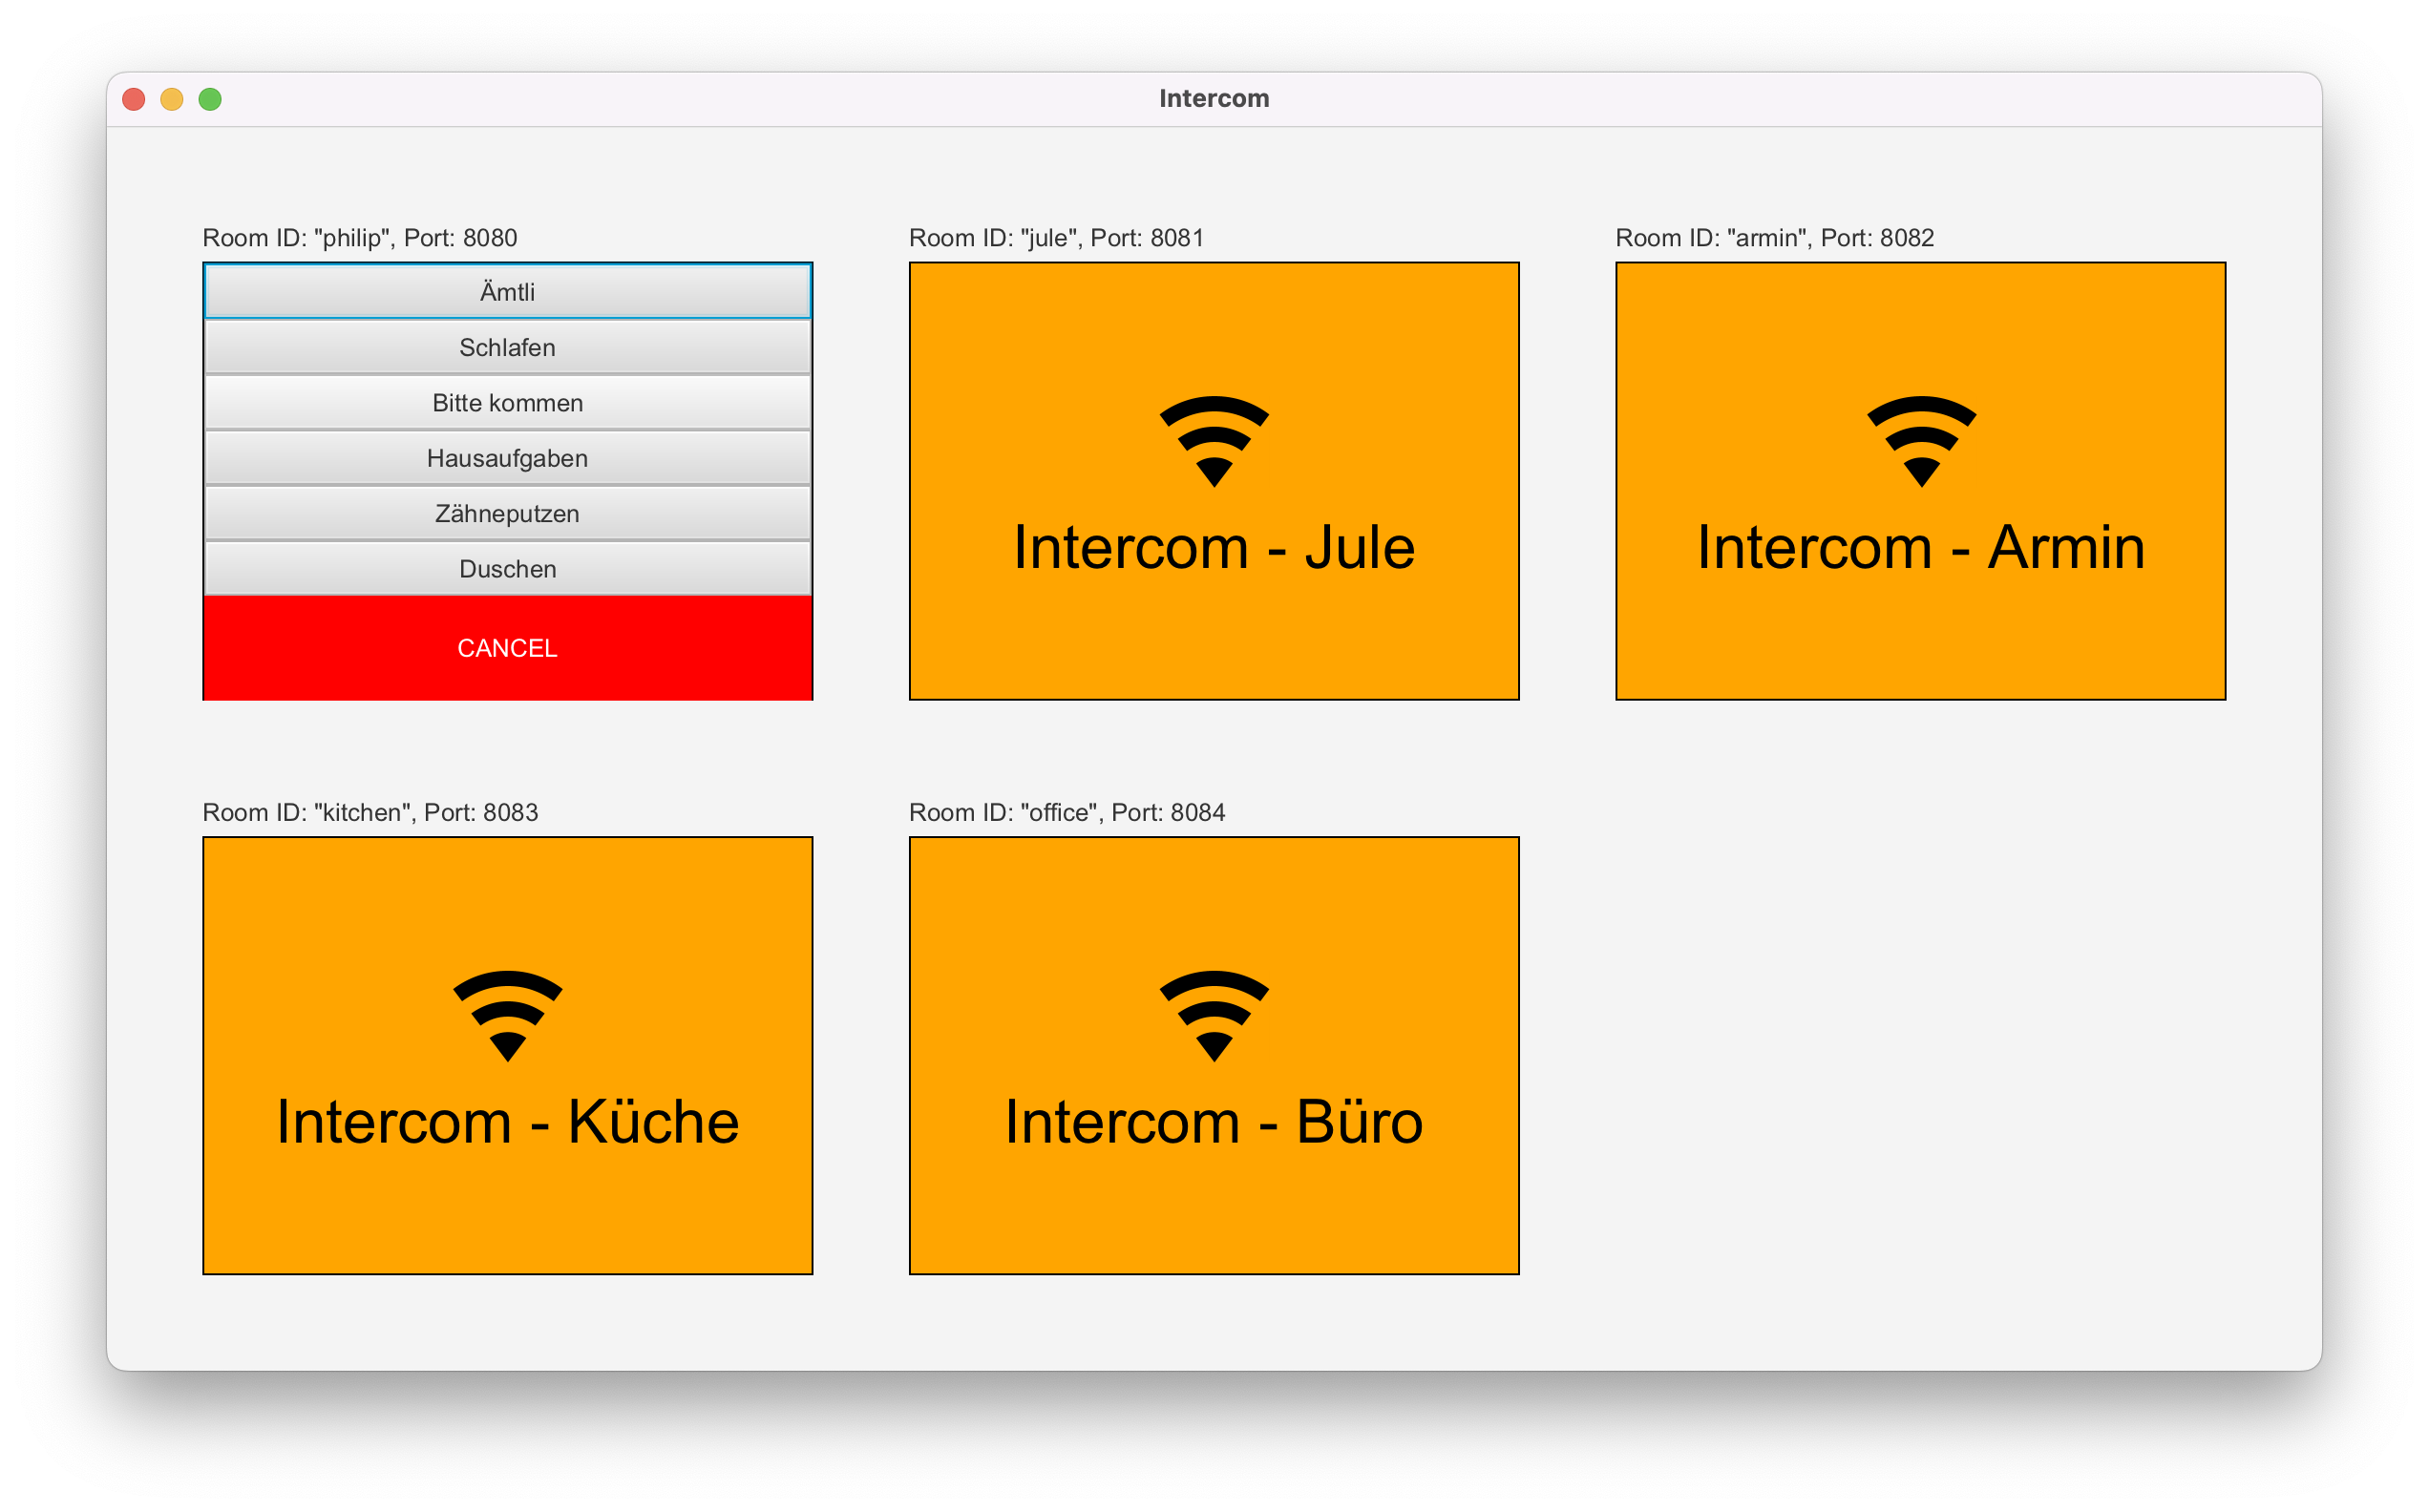 Intercom
Room ID: "philip", Port: 8080
Ämtli
Schlafen
Bitte kommen
Hausaufgaben
Zähneputzen
Duschen
CANCEL
Room ID: "jule", Port: 8081
Intercom - Jule
Room ID: "armin", Port: 8082
Intercom - Armin
Room ID: "kitchen", Port: 8083
Intercom - Küche
Room ID: "office", Port: 8084
Intercom - Büro